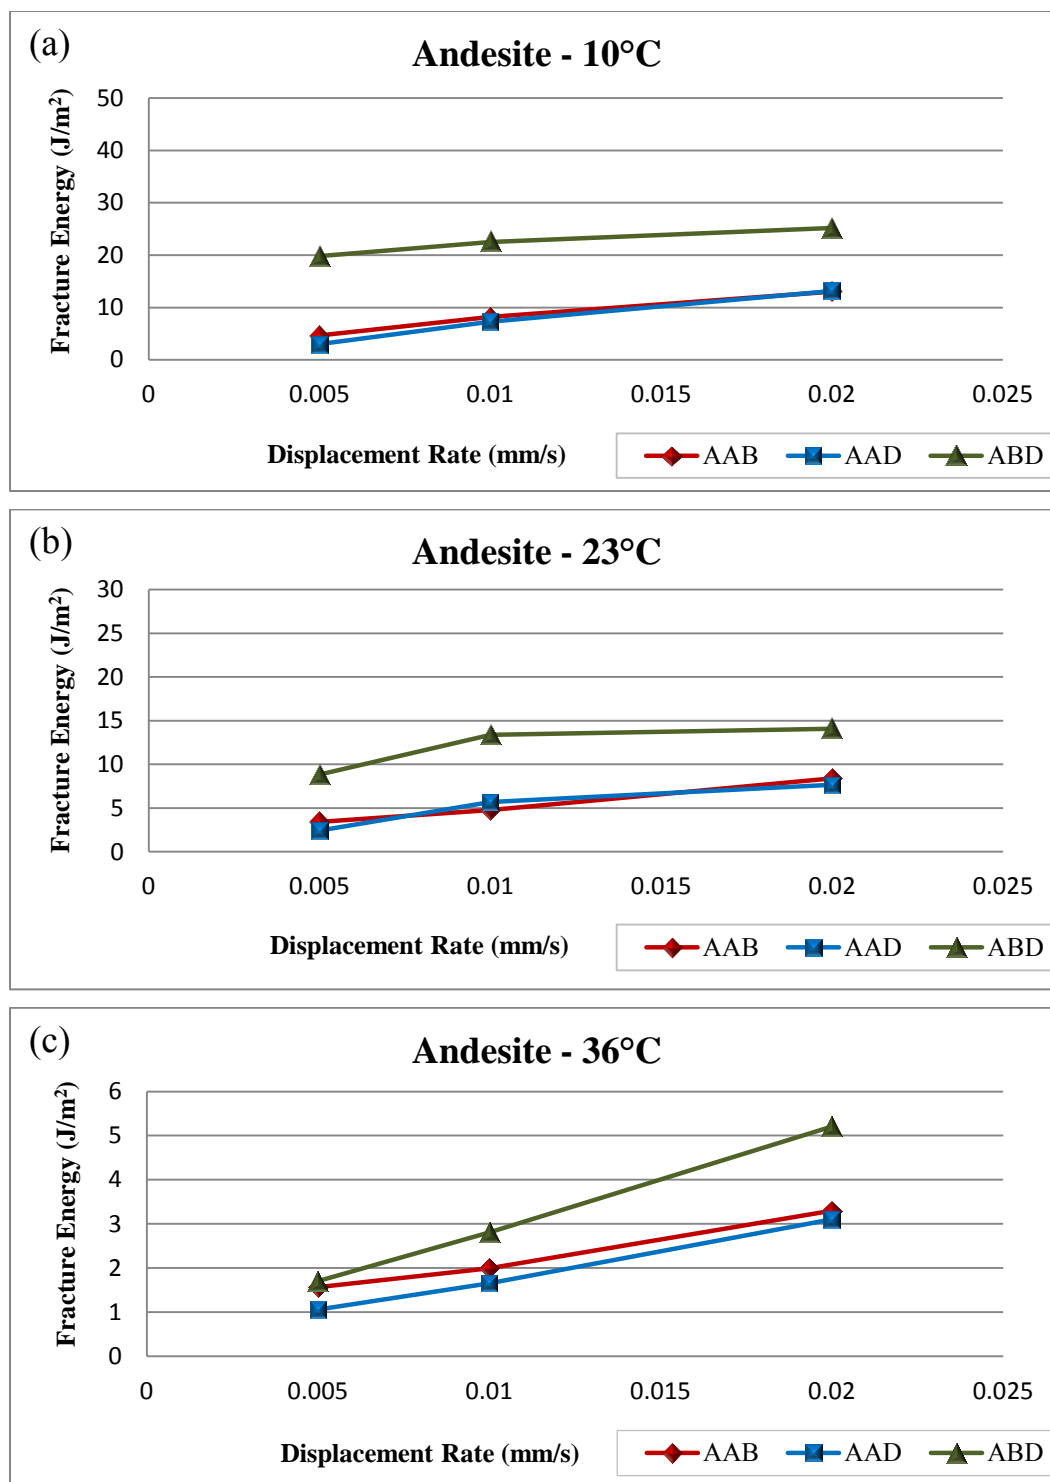 (a)
Andesite - 10°C
Fracture Energy (J/m²)
50
40
30
20
10
0
0 0.005 0.01 0.015 0.02 0.025
Displacement Rate (mm/s)
AAB AAD ABD
(b)
Andesite - 23°C
Fracture Energy (J/m²)
30
25
20
15
10
5
0
0 0.005 0.01 0.015 0.02 0.025
Displacement Rate (mm/s)
AAB AAD ABD
(c)
Andesite - 36°C
Fracture Energy (J/m²)
6
5
4
3
2
1
0
0 0.005 0.01 0.015 0.02 0.025
Displacement Rate (mm/s)
AAB AAD ABD